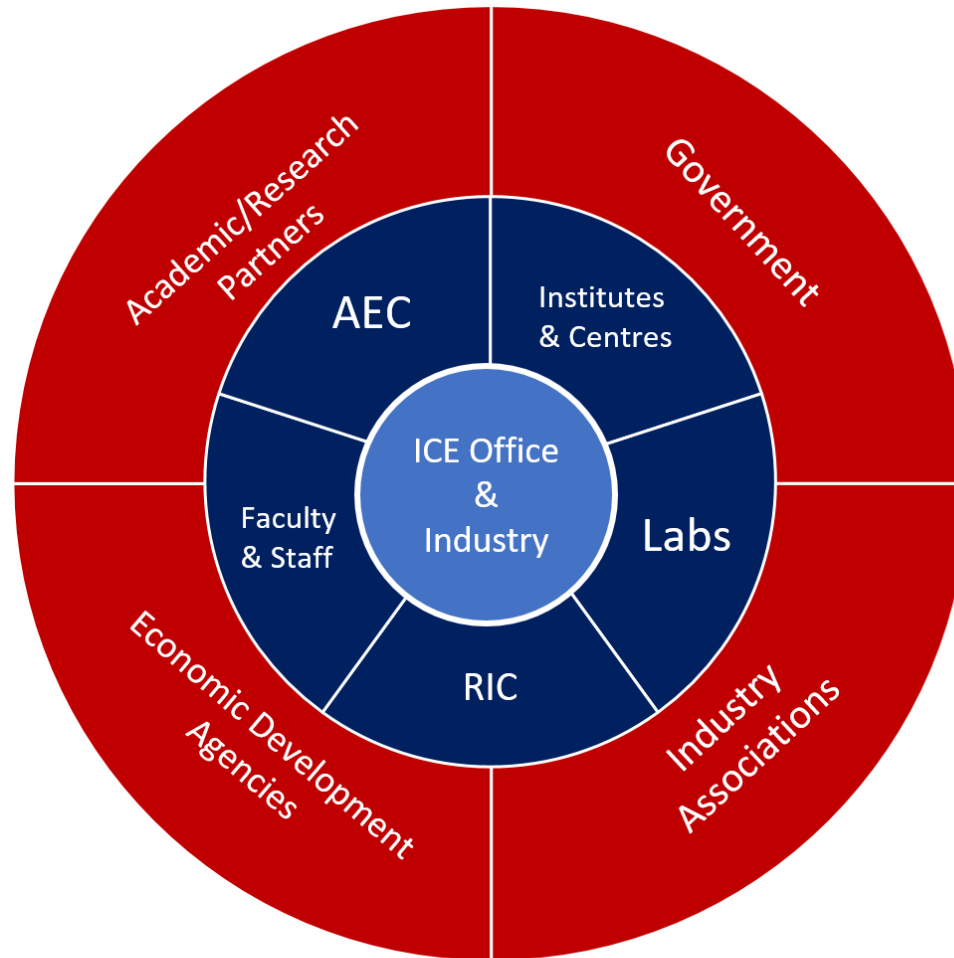 Academic/Research
Partners
Government
AEC
Institutes
& Centres
ICE Office
&
Industry
Faculty
& Staff
Labs
RIC
Economic Development
Agencies
Industry
Associations